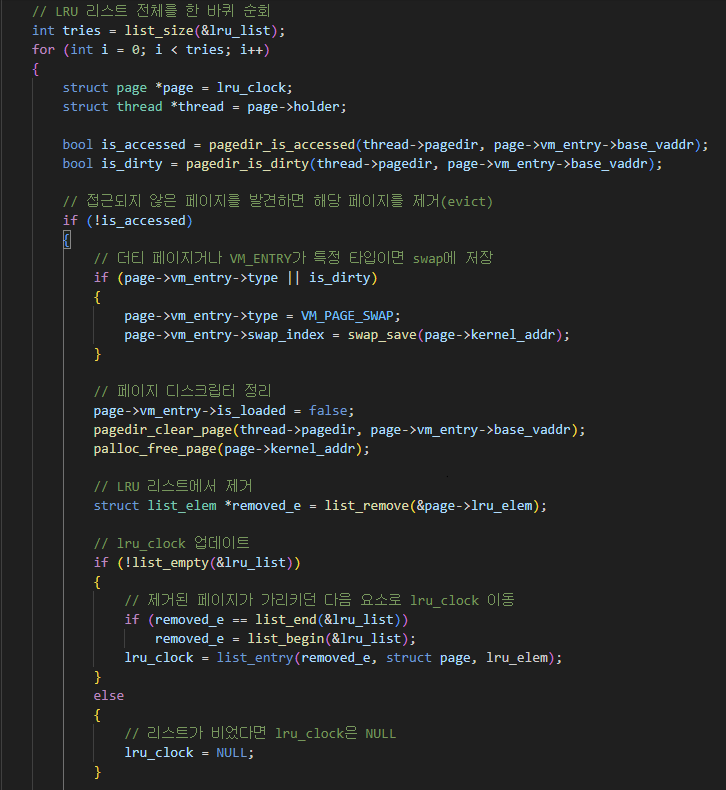 // LRU 리스트 전체를 한 바퀴 순회
int tries = list_size(&lru_list);
for (int i = 0; i < tries; i++)
{
struct page *page = lru_clock;
struct thread *thread = page->holder;
bool is_accessed = pagedir_is_accessed(thread->pagedir, page->vm_entry->base_vaddr);
bool is_dirty = pagedir_is_dirty(thread->pagedir, page->vm_entry->base_vaddr);
// 접근되지 않은 페이지를 발견하면 해당 페이지를 제거(evict)
if (!is_accessed)
{
// 더티 페이지거나 VM_ENTRY가 특정 타입이면 swap에 저장
if (page->vm_entry->type || is_dirty)
{
page->vm_entry->type = VM_PAGE_SWAP;
page->vm_entry->swap_index = swap_save(page->kernel_addr);
}
// 페이지 디스크립터 정리
page->vm_entry->is_loaded = false;
pagedir_clear_page(thread->pagedir, page->vm_entry->base_vaddr);
palloc_free_page(page->kernel_addr);
// LRU 리스트에서 제거
struct list_elem *removed_e = list_remove(&page->lru_elem);
// lru_clock 업데이트
if (!list_empty(&lru_list))
{
// 제거된 페이지가 가리키던 다음 요소로 lru_clock 이동
if (removed_e == list_end(&lru_list))
removed_e = list_begin(&lru_list);
lru_clock = list_entry(removed_e, struct page, lru_elem);
}
else
{
// 리스트가 비었다면 lru_clock은 NULL
lru_clock = NULL;
}